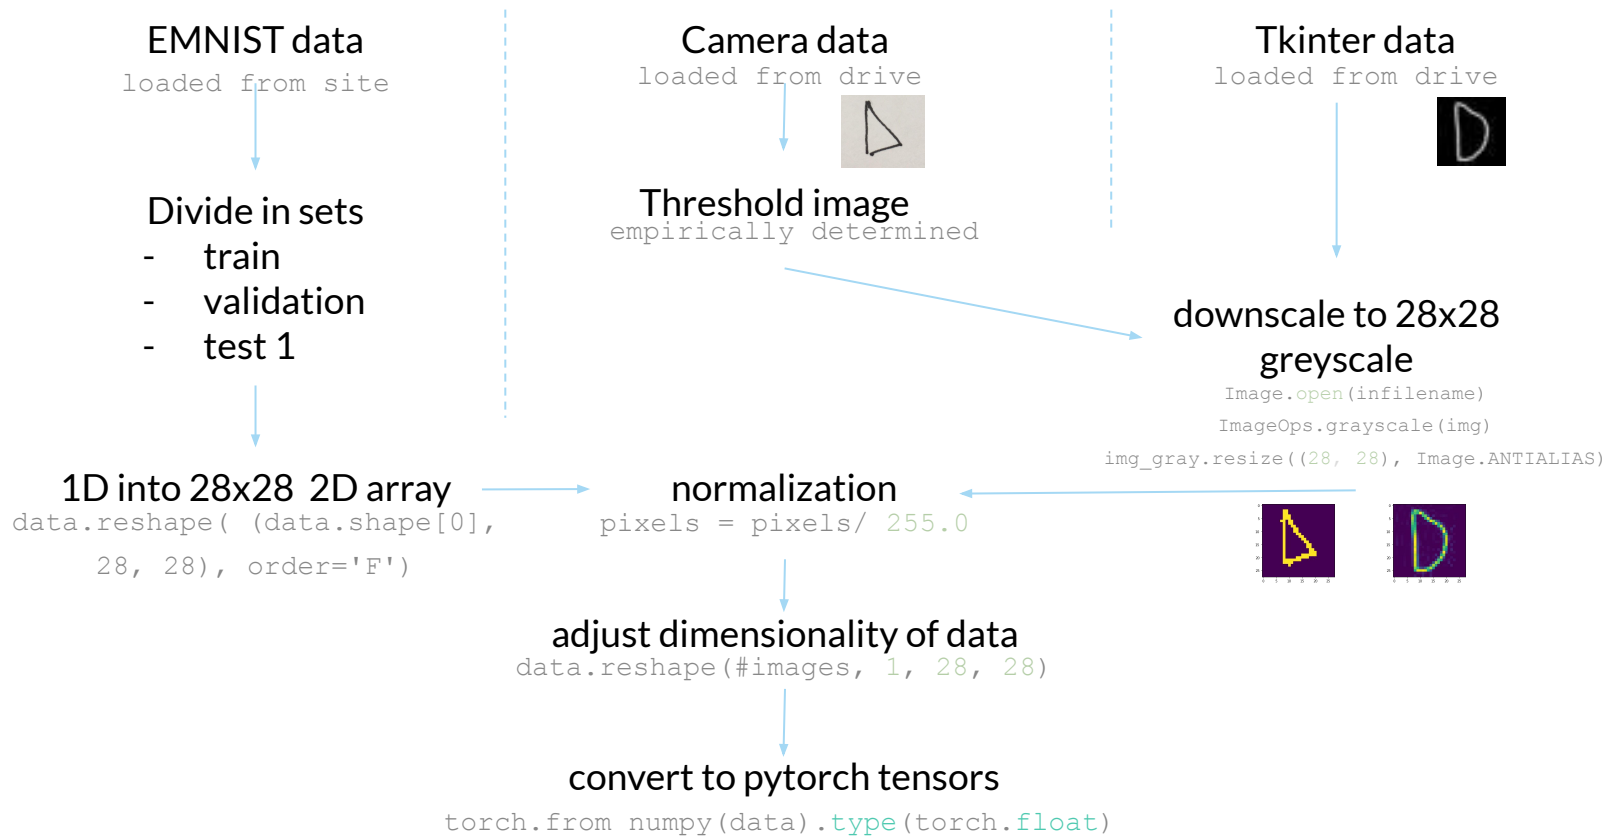 EMNIST data
loaded from site
Divide in sets
- train
- validation
- test 1
1D into 28x28 2D array
data.reshape( (data.shape[0],
28, 28), order='F')
Camera data
loaded from drive
Threshold image
empirically determined
Tkinter data
loaded from drive
downscale to 28x28
greyscale
Image.open(infilename)
ImageOps.grayscale(img)
img_gray.resize((28, 28), Image.ANTIALIAS)
normalization
pixels = pixels/ 255.0
adjust dimensionality of data
data.reshape(#images, 1, 28, 28)
convert to pytorch tensors
torch.from numpy(data).type(torch.float)